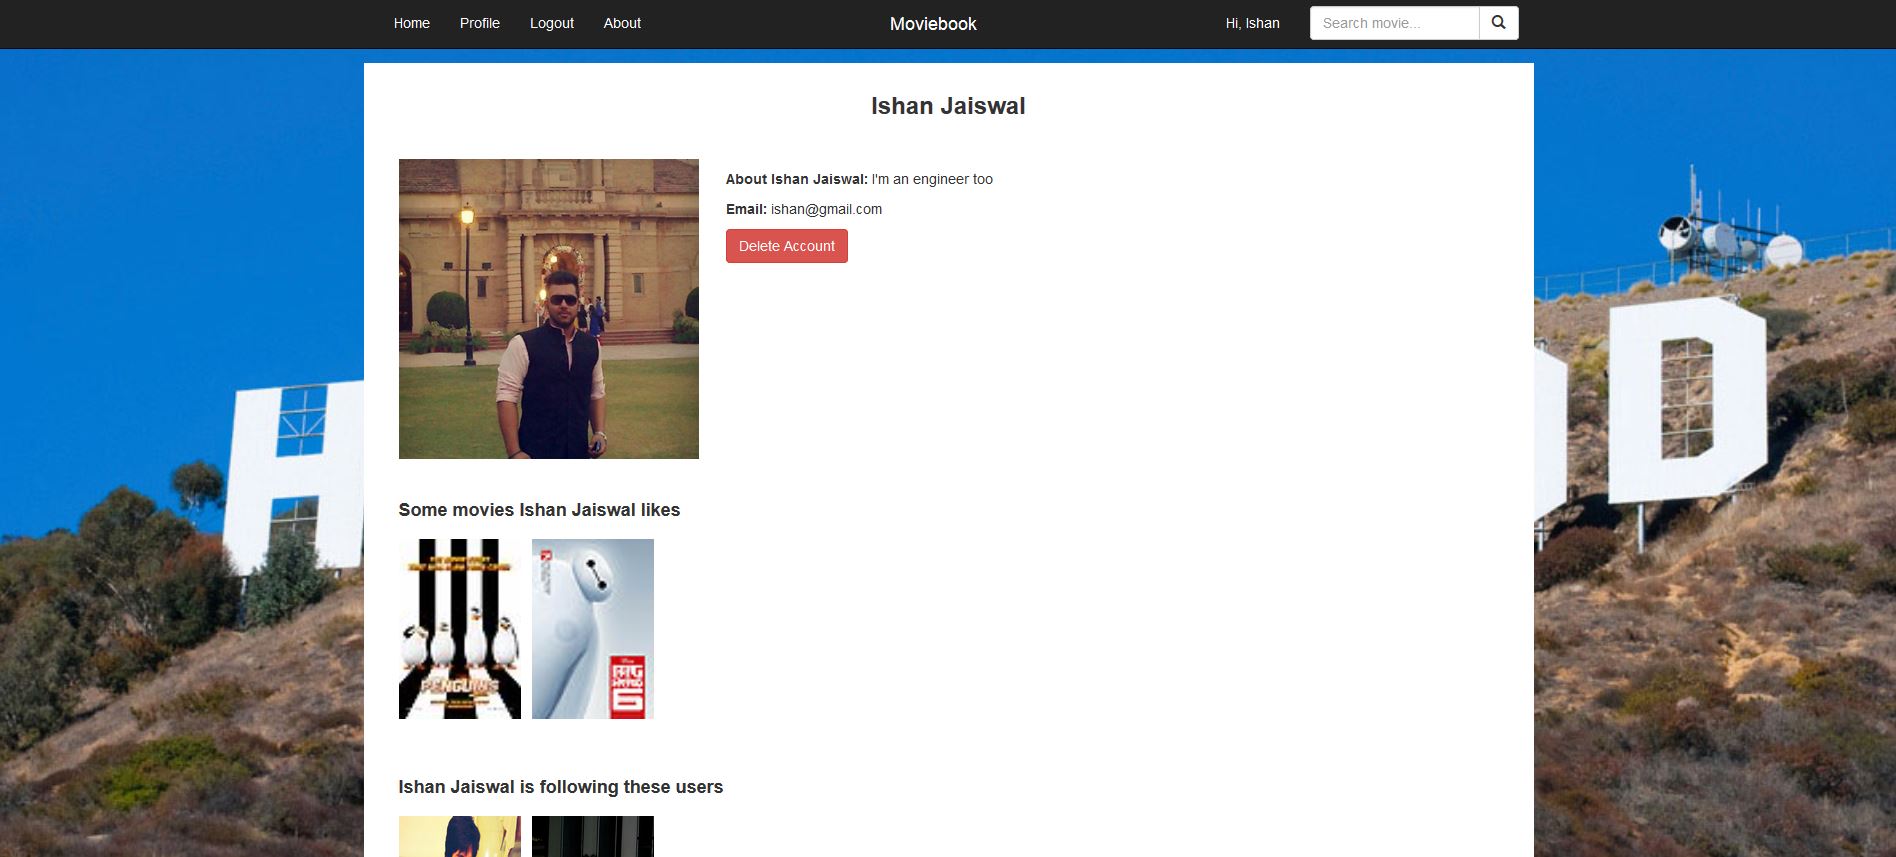 Home Profile Logout About Moviebook Hi, Ishan Search movie...
Ishan Jaiswal
About Ishan Jaiswal: I'm an engineer too
Email: ishan@gmail.com
Delete Account
H
D
Some movies Ishan Jaiswal likes
PENGUINS
BIG
HERO
6
Ishan Jaiswal is following these users